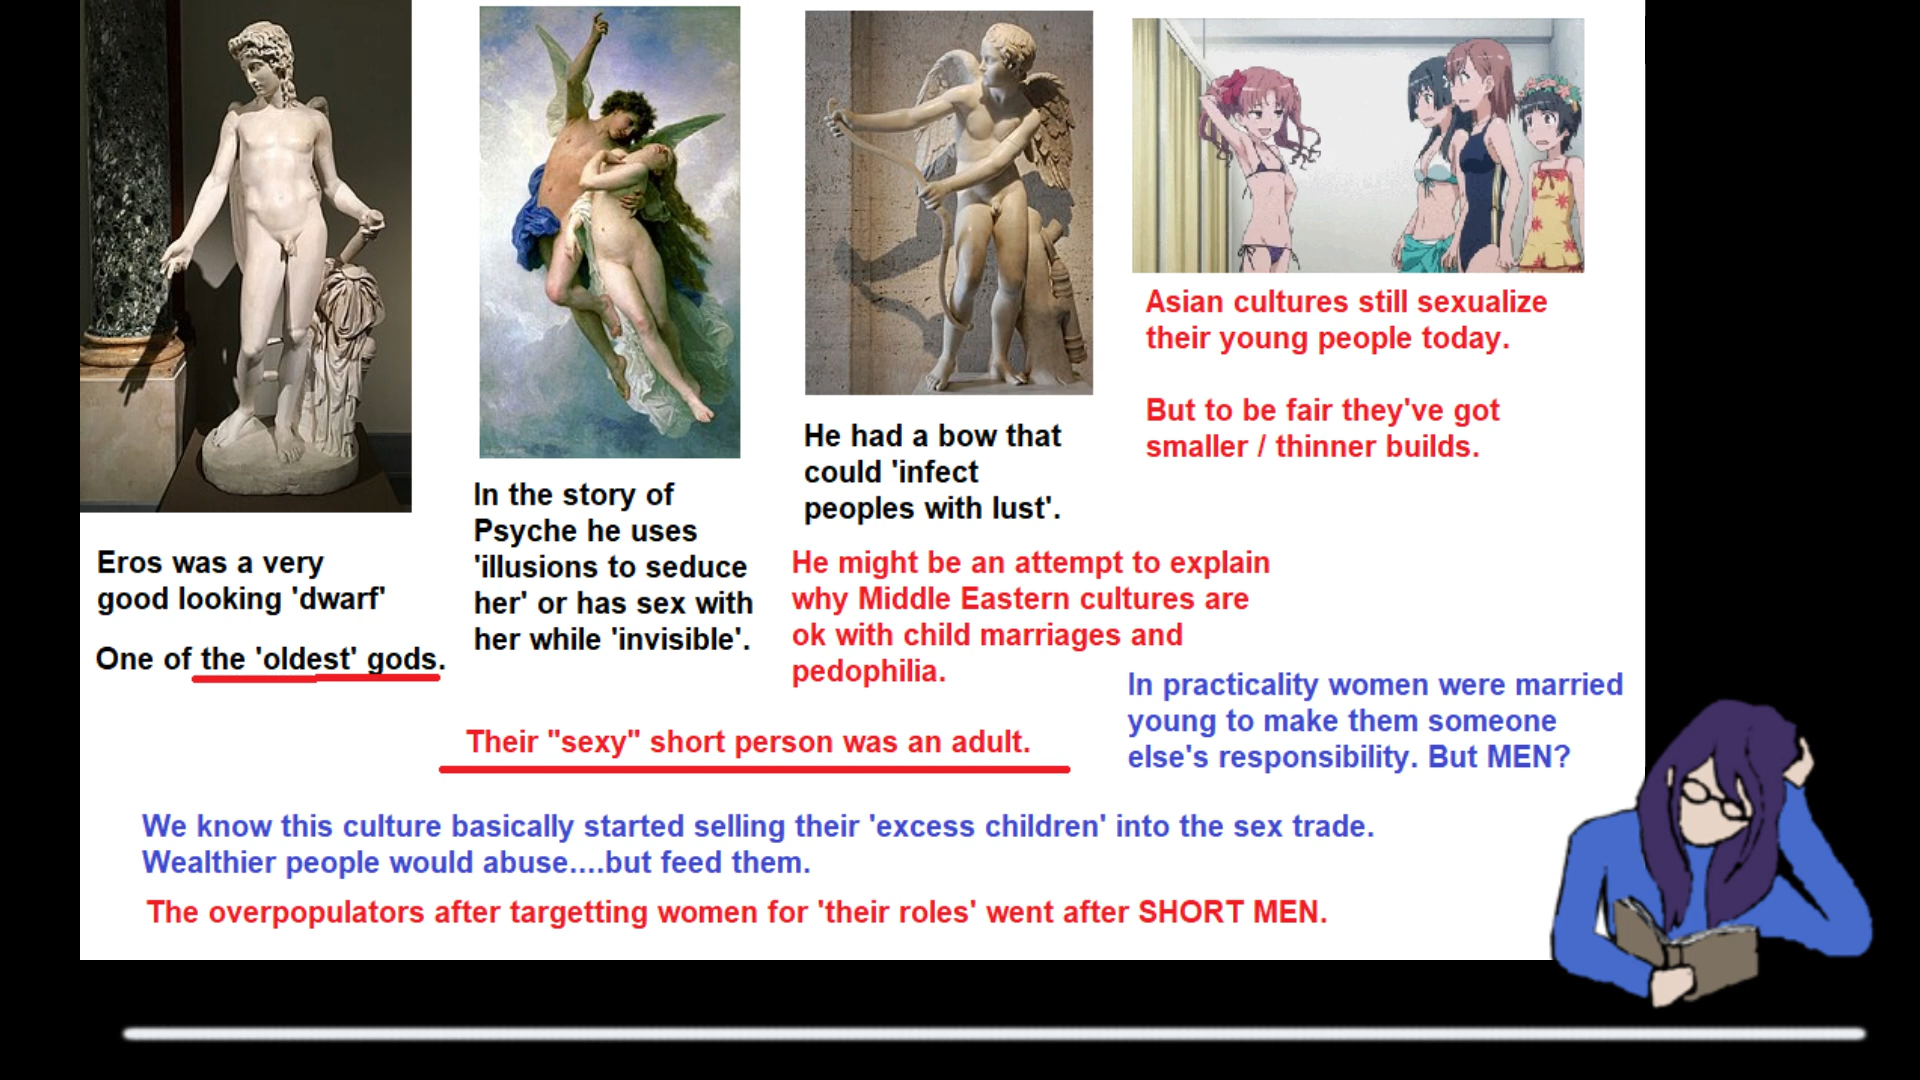 Eros was a very
good looking 'dwarf'
One of the 'oldest' gods.
In the story of
Psyche he uses
'illusions to seduce
her' or has sex with
her while 'invisible'.
He had a bow that
could 'infect
peoples with lust'.
He might be an attempt to explain
why Middle Eastern cultures are
ok with child marriages and
pedophilia.
Asian cultures still sexualize
their young people today.
But to be fair they've got
smaller / thinner builds.
In practicality women were married
young to make them someone
else's responsibility. But MEN?
Their "sexy" short person was an adult.
We know this culture basically started selling their 'excess children' into the sex trade.
Wealthier people would abuse....but feed them.
The overpopulators after targetting women for 'their roles' went after SHORT MEN.